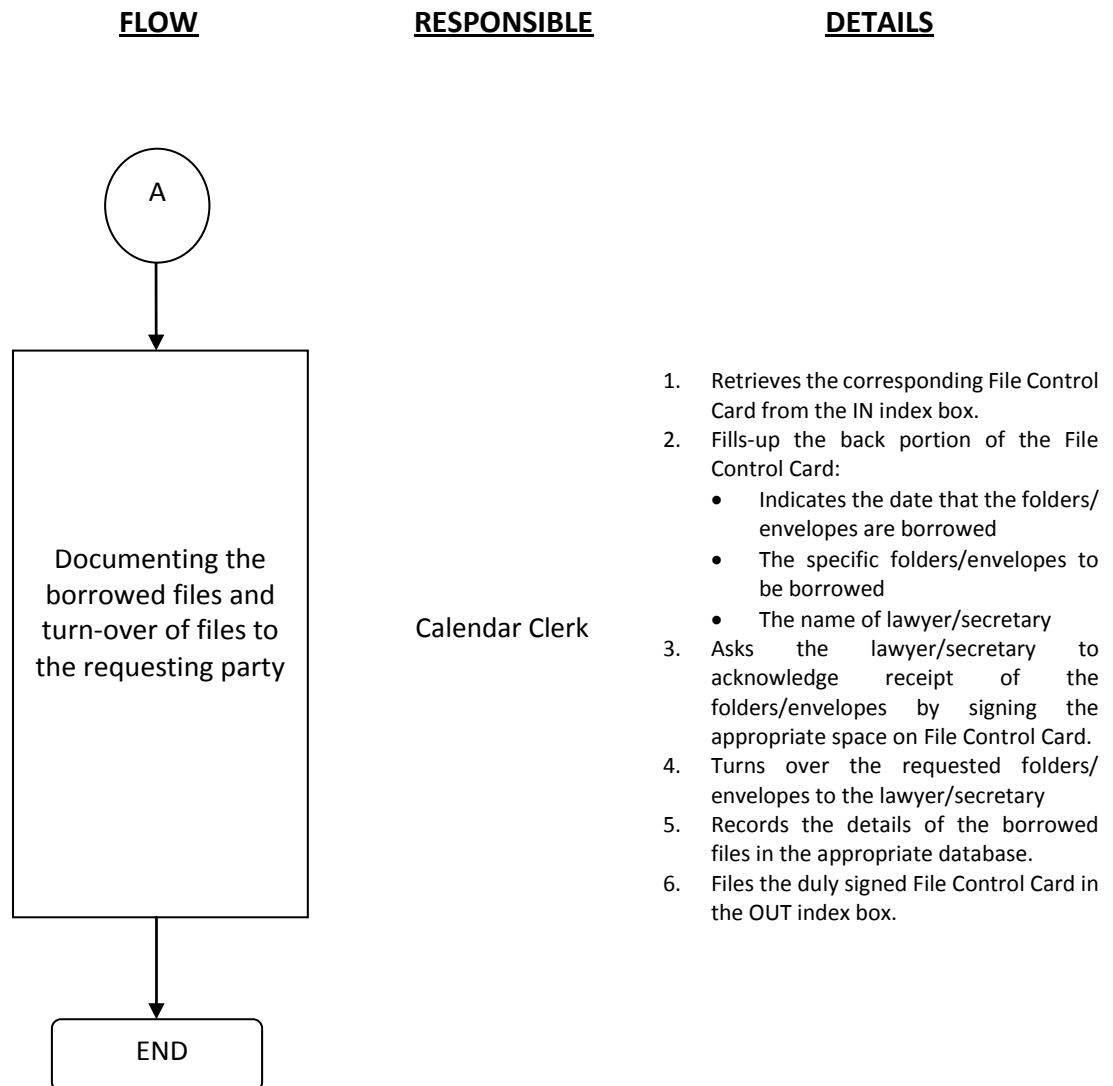 FLOW RESPONSIBLE DETAILS
A
Documenting the
borrowed files and
turn-over of files to
the requesting party
Calendar Clerk
1. Retrieves the corresponding File Control
Card from the IN index box.
2. Fills-up the back portion of the File
Control Card:
• Indicates the date that the folders/
envelopes are borrowed
• The specific folders/envelopes to
be borrowed
• The name of lawyer/secretary
3. Asks the lawyer/secretary to
acknowledge receipt of the
folders/envelopes by signing the
appropriate space on File Control Card.
4. Turns over the requested folders/
envelopes to the lawyer/secretary
5. Records the details of the borrowed
files in the appropriate database.
6. Files the duly signed File Control Card in
the OUT index box.
END